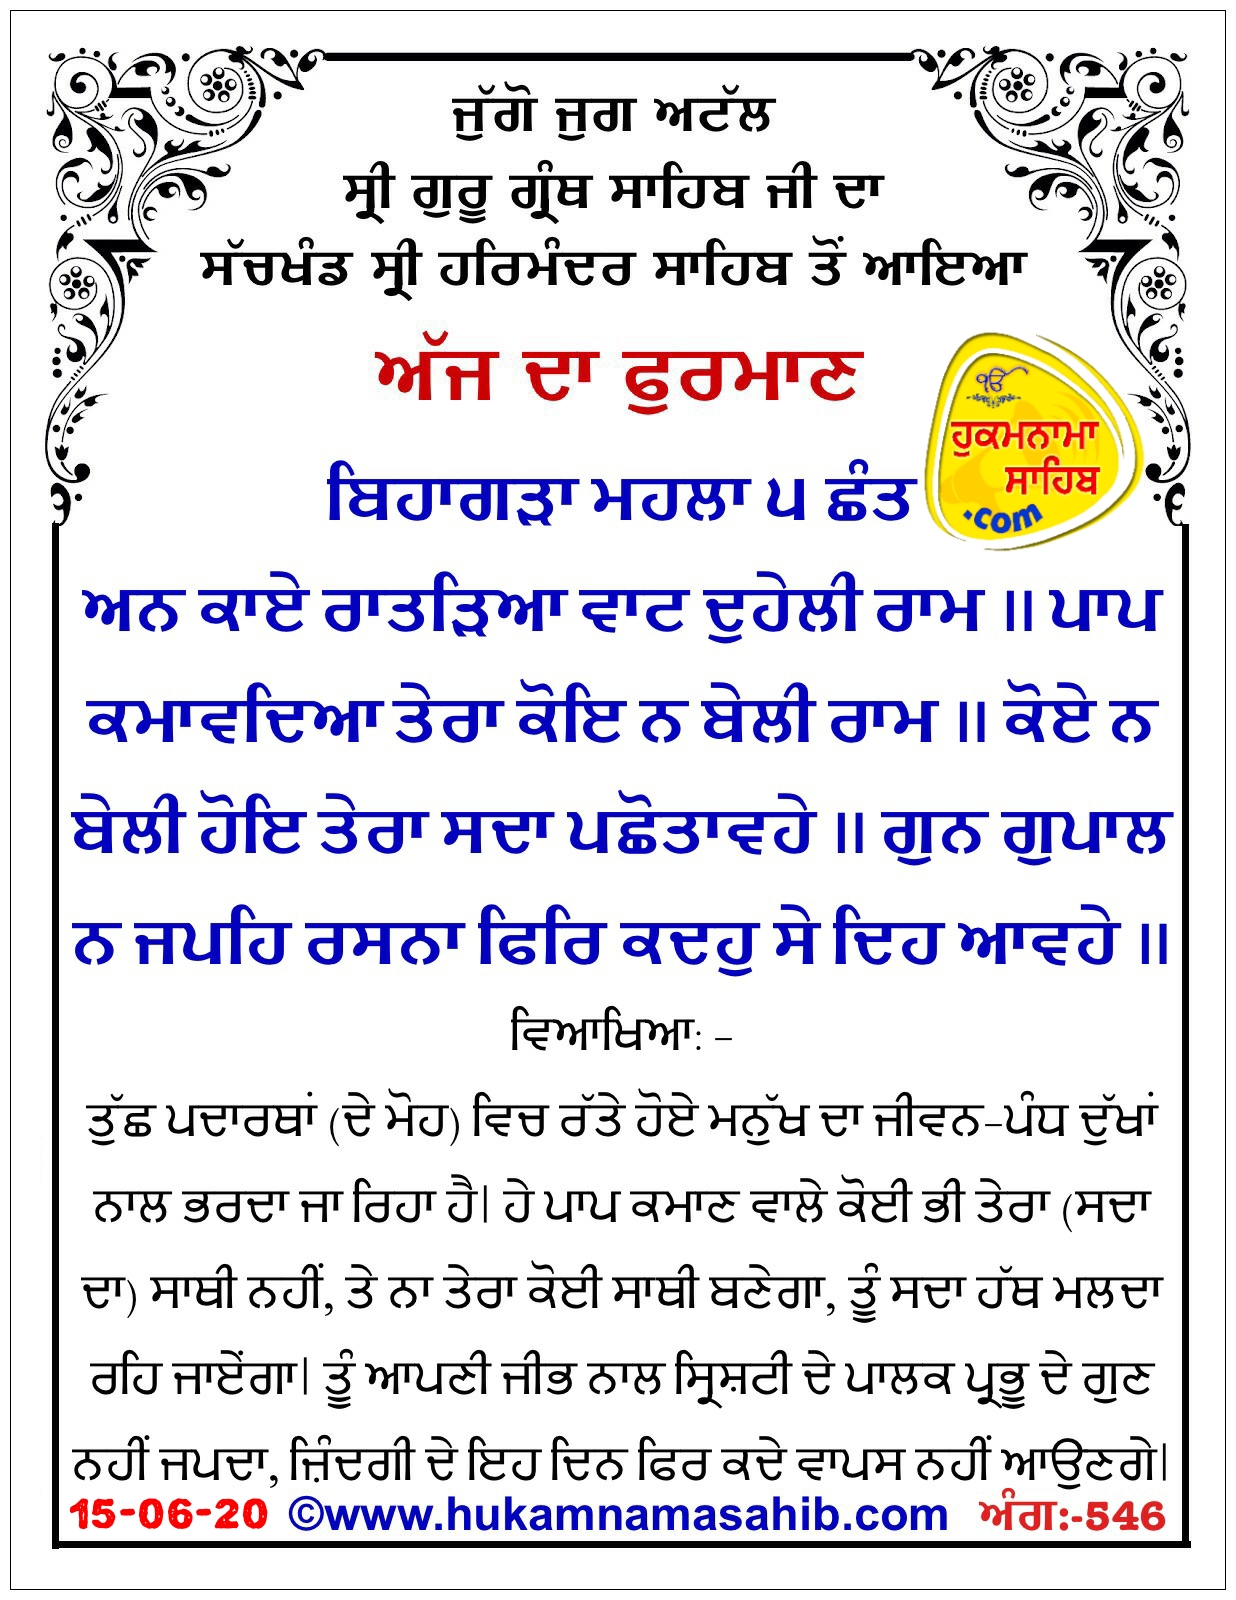 ਜੁੱਗੋ ਜੁਗ ਅਟੱਲ
ਸ੍ਰੀ ਗੁਰੂ ਗ੍ਰੰਥ ਸਾਹਿਬ ਜੀ ਦਾ
ਸੱਚਖੰਡ ਸ੍ਰੀ ਹਰਿਮੰਦਰ ਸਾਹਿਬ ਤੋਂ ਆਇਆ
ਅੱਜ ਦਾ ਫੁਰਮਾਣ
ੴ
ਹੁਕਮਨਾਮਾ
ਸਾਹਿਬ
.com
ਬਿਹਾਗੜਾ ਮਹਲਾ ੫ ਛੰਤ
ਅਨ ਕਾਏ ਰਾਤੜਿਆ ਵਾਟ ਦੁਹੇਲੀ ਰਾਮ ॥ ਪਾਪ
ਕਮਾਵਦਿਆ ਤੇਰਾ ਕੋਇ ਨ ਬੇਲੀ ਰਾਮ ॥ ਕੋਏ ਨ
ਬੇਲੀ ਹੋਇ ਤੇਰਾ ਸਦਾ ਪਛੋਤਾਵਹੇ ॥ ਗੁਨ ਗੁਪਾਲ
ਨ ਜਪਹਿ ਰਸਨਾ ਫਿਰਿ ਕਦਹੁ ਸੇ ਦਿਹ ਆਵਹੇ ॥
ਵਿਆਖਿਆ: –
ਤੁੱਛ ਪਦਾਰਥਾਂ (ਦੇ ਮੋਹ) ਵਿਚ ਰੱਤੇ ਹੋਏ ਮਨੁੱਖ ਦਾ ਜੀਵਨ–ਪੰਧ ਦੁੱਖਾਂ
ਨਾਲ ਭਰਦਾ ਜਾ ਰਿਹਾ ਹੈ| ਹੇ ਪਾਪ ਕਮਾਣ ਵਾਲੇ ਕੋਈ ਭੀ ਤੇਰਾ (ਸਦਾ
ਦਾ) ਸਾਥੀ ਨਹੀਂ, ਤੇ ਨਾ ਤੇਰਾ ਕੋਈ ਸਾਥੀ ਬਣੇਗਾ, ਤੂੰ ਸਦਾ ਹੱਥ ਮਲਦਾ
ਰਹਿ ਜਾਏਂਗਾ| ਤੂੰ ਆਪਣੀ ਜੀਭ ਨਾਲ ਸ੍ਰਿਸ਼ਟੀ ਦੇ ਪਾਲਕ ਪ੍ਰਭੂ ਦੇ ਗੁਣ
ਨਹੀਂ ਜਪਦਾ, ਜ਼ਿੰਦਗੀ ਦੇ ਇਹ ਦਿਨ ਫਿਰ ਕਦੇ ਵਾਪਸ ਨਹੀਂ ਆਉਣਗੇ|
15-06-20 ©www.hukamnamasahib.com ਅੰਗ:-546